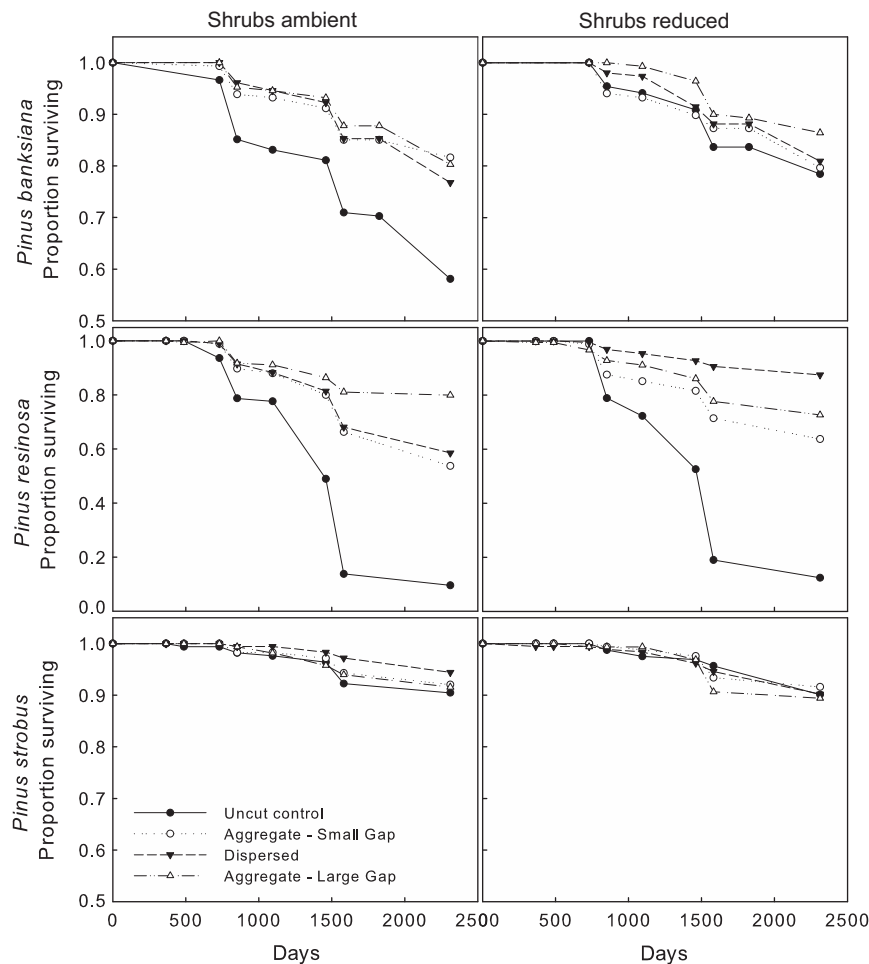 Shrubs ambient
Shrubs reduced
Pinus banksiana
Proportion surviving
1.0
0.9
0.8
0.7
0.6
0.5
Pinus resinosa
Proportion surviving
1.0
0.8
0.6
0.4
0.2
0.0
Pinus strobus
Proportion surviving
1.0
0.9
0.8
0.7
0.6
0.5
Uncut control
Aggregate - Small Gap
Dispersed
Aggregate - Large Gap
0 500 1000 1500 2000 2500
0 500 1000 1500 2000 2500
Days
Days